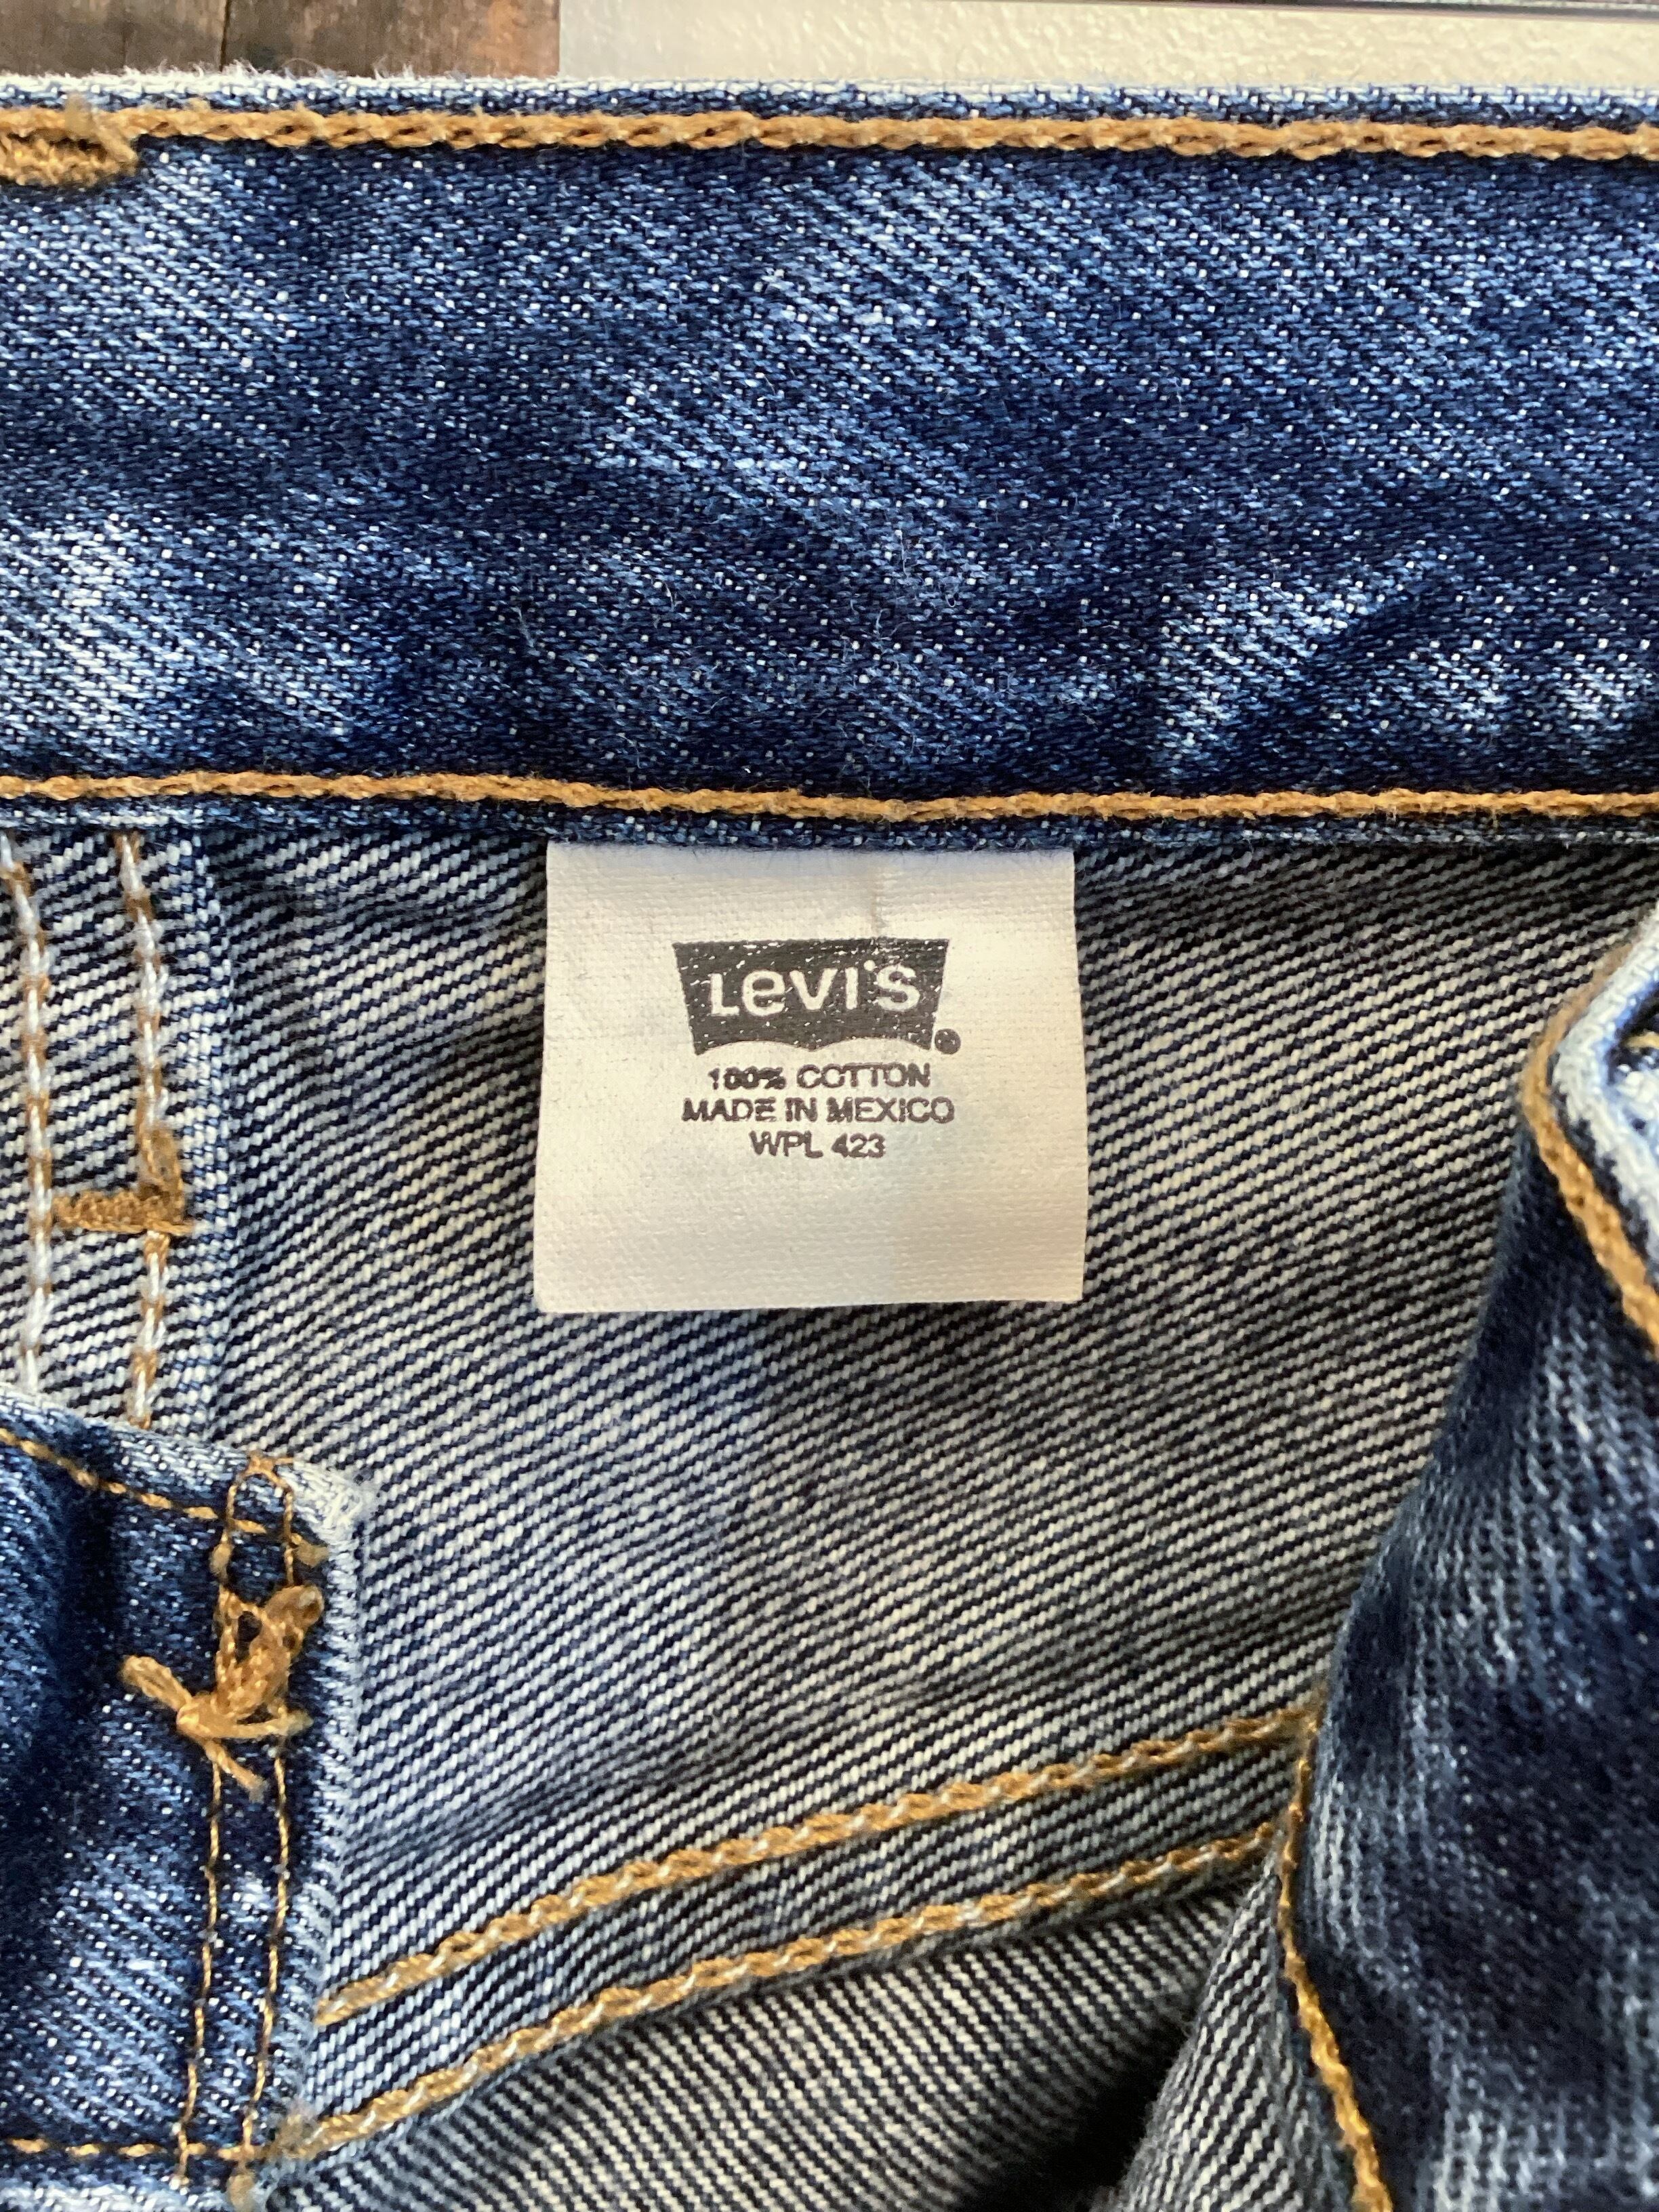 Levi's
100% COTTON
MADE IN MEXICO
WPL 423